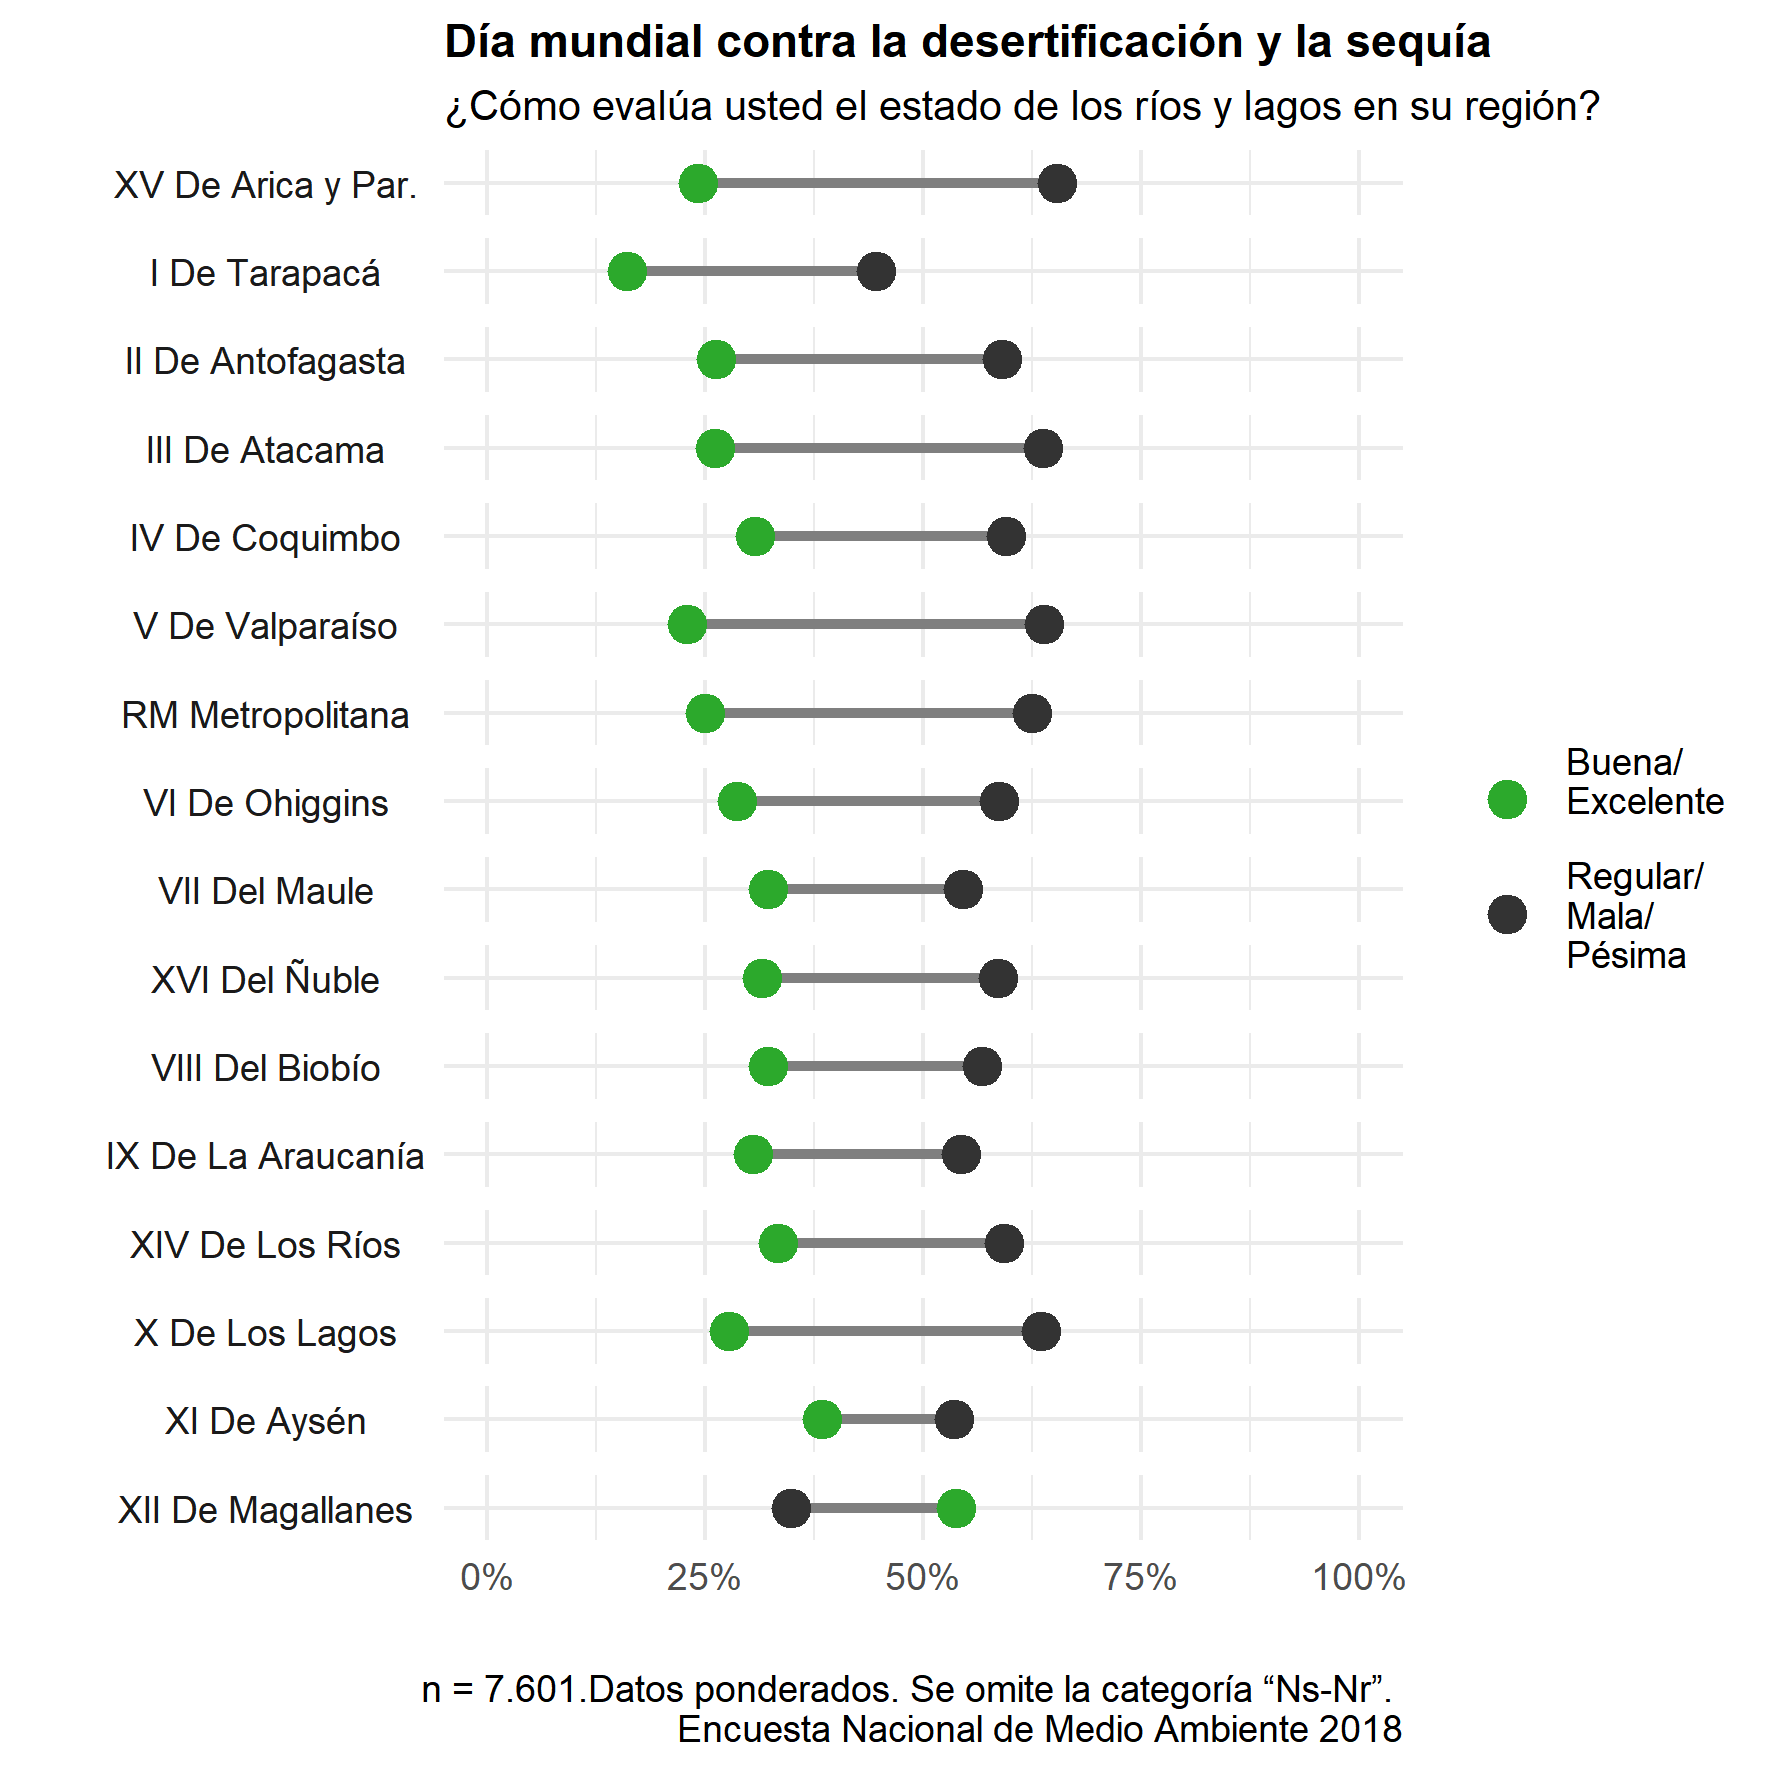 Día mundial contra la desertificación y la sequía
¿Cómo evalúa usted el estado de los ríos y lagos en su región?
XV De Arica y Par.
I De Tarapacá
II De Antofagasta
III De Atacama
IV De Coquimbo
V De Valparaíso
RM Metropolitana
VI De Ohiggins
VII Del Maule
XVI Del Ñuble
VIII Del Biobío
IX De La Araucanía
XIV De Los Ríos
X De Los Lagos
XI De Aysén
XII De Magallanes
0% 25% 50% 75% 100%
Buena/
Excelente
Regular/
Mala/
Pésima
n = 7.601.Datos ponderados. Se omite la categoría “Ns-Nr”.
Encuesta Nacional de Medio Ambiente 2018